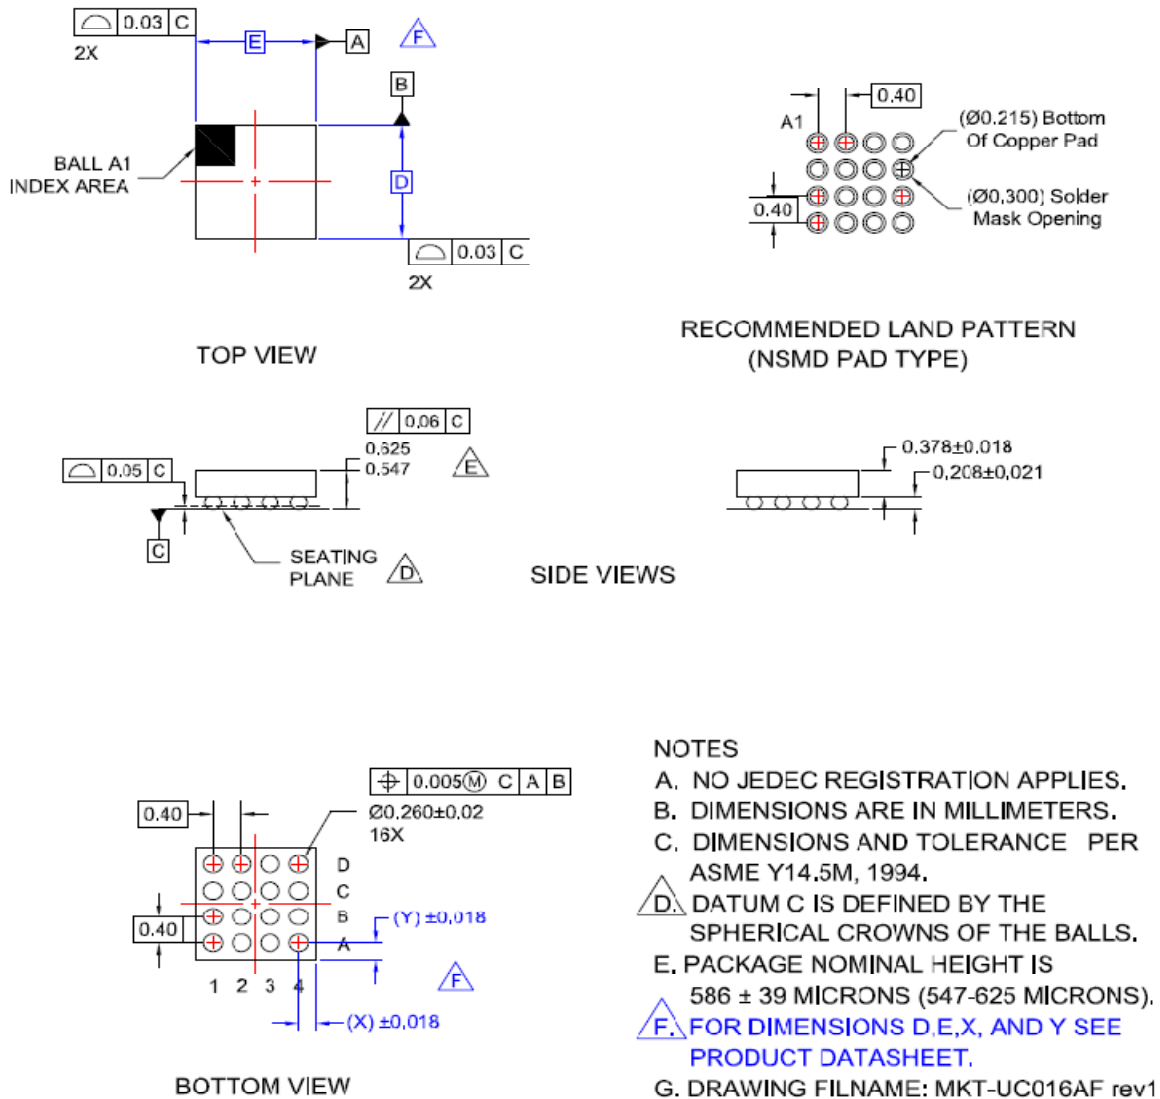 0.03 C
2X
E
A
F
B
BALL A1
INDEX AREA
D
0.03 C
2X
TOP VIEW
0.40
A1
(Ø0.215) Bottom
Of Copper Pad
(Ø0.300) Solder
Mask Opening
0.40
RECOMMENDED LAND PATTERN
(NSMD PAD TYPE)
// 0.06 C
0.625
0.547
E
0.05 C
C
SEATING
PLANE
D
0.378±0.018
0.208±0.021
SIDE VIEWS
0.005Ⓜ C A B
Ø0.260±0.02
16X
0.40
D
C
B
A
0.40
(Y) ±0.018
F
1 2 3 4
(X) ±0.018
BOTTOM VIEW
NOTES
A. NO JEDEC REGISTRATION APPLIES.
B. DIMENSIONS ARE IN MILLIMETERS.
C. DIMENSIONS AND TOLERANCE PER
ASME Y14.5M, 1994.
D. DATUM C IS DEFINED BY THE
SPHERICAL CROWNS OF THE BALLS.
E. PACKAGE NOMINAL HEIGHT IS
586 ± 39 MICRONS (547-625 MICRONS).
F. FOR DIMENSIONS D,E,X, AND Y SEE
PRODUCT DATASHEET.
G. DRAWING FILNAME: MKT-UC016AF rev1